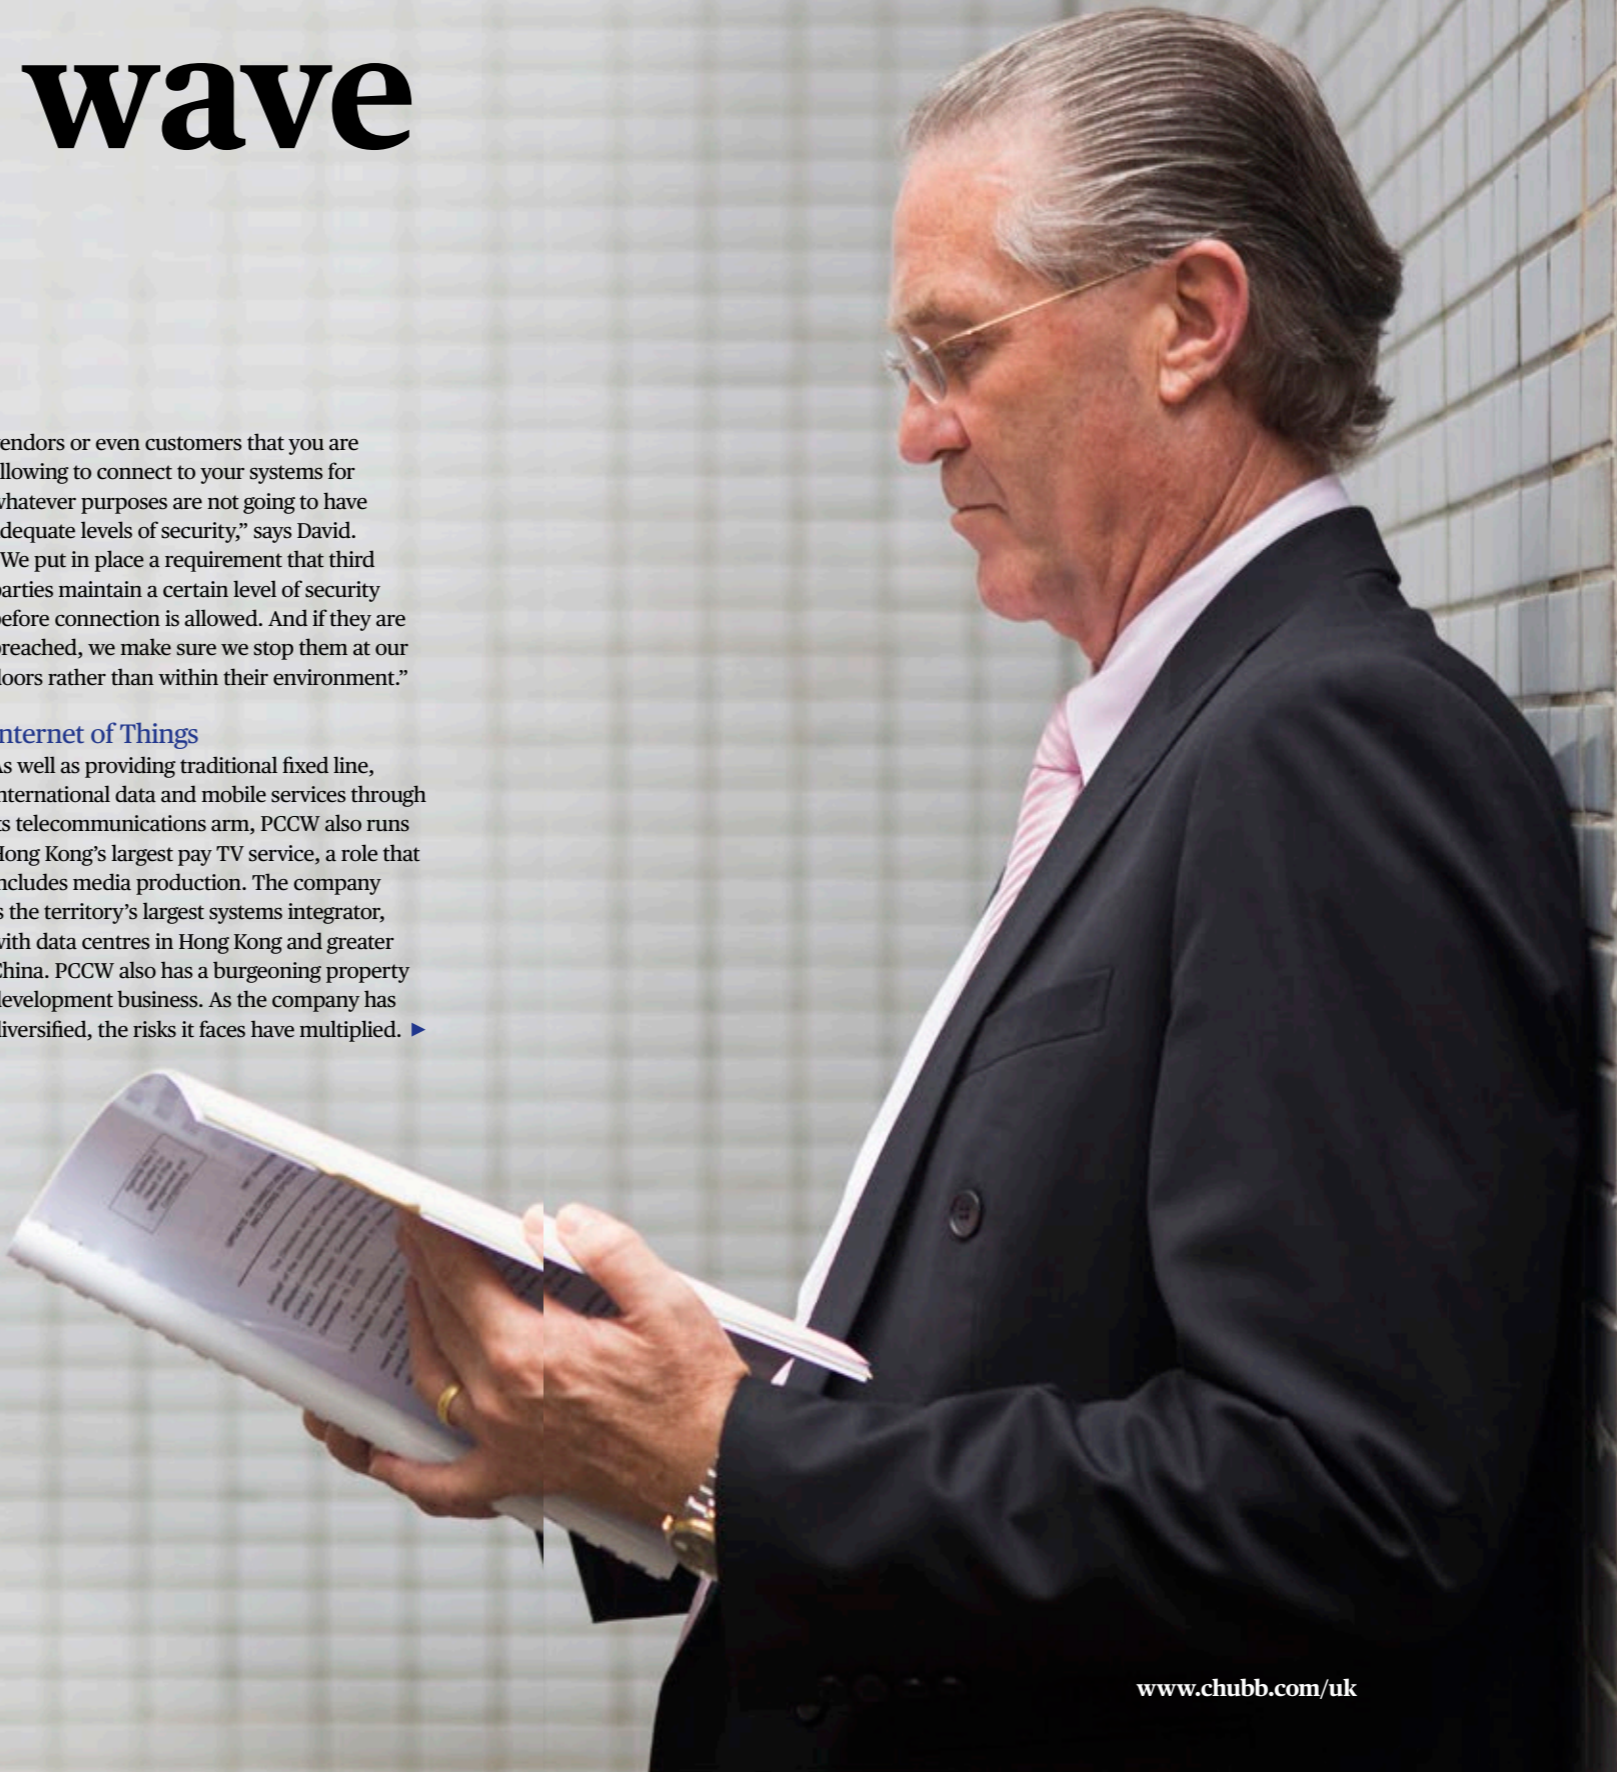 wave
endors or even customers that you are
llowing to connect to your systems for
whatever purposes are not going to have
dequate levels of security,” says David.
We put in place a requirement that third
parties maintain a certain level of security
before connection is allowed. And if they are
breached, we make sure we stop them at our
doors rather than within their environment.”
nternet of Things
As well as providing traditional fixed line,
nternational data and mobile services through
ts telecommunications arm, PCCW also runs
Hong Kong’s largest pay TV service, a role that
ncludes media production. The company
s the territory’s largest systems integrator,
with data centres in Hong Kong and greater
China. PCCW also has a burgeoning property
development business. As the company has
diversified, the risks it faces have multiplied. ►
www.chubb.com/uk